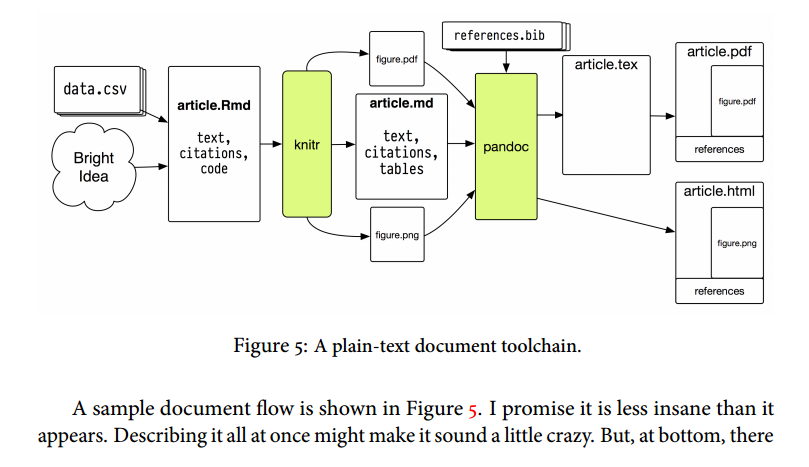 data.csv
Bright
Idea
article.Rmd
text,
citations,
code
knitr
figure.pdf
article.md
text,
citations,
tables
figure.png
references.bib
pandoc
article.tex
article.pdf
figure.pdf
references
article.html
figure.png
references
Figure 5: A plain-text document toolchain.
A sample document flow is shown in Figure 5. I promise it is less insane than it
appears. Describing it all at once might make it sound a little crazy. But, at bottom, there